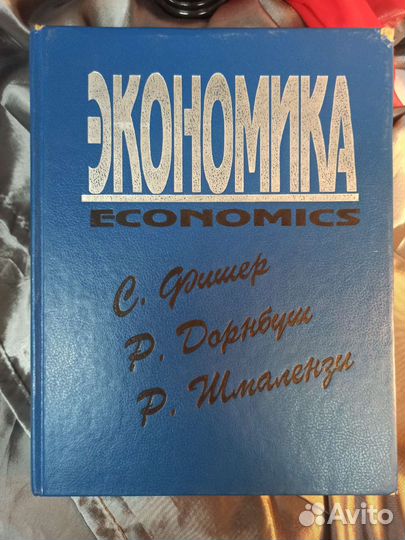 ЭКОНОМИКА
ECONOMICS
С. Фишер
Р. Дорнбуш
Р. Шмалензи
Avito